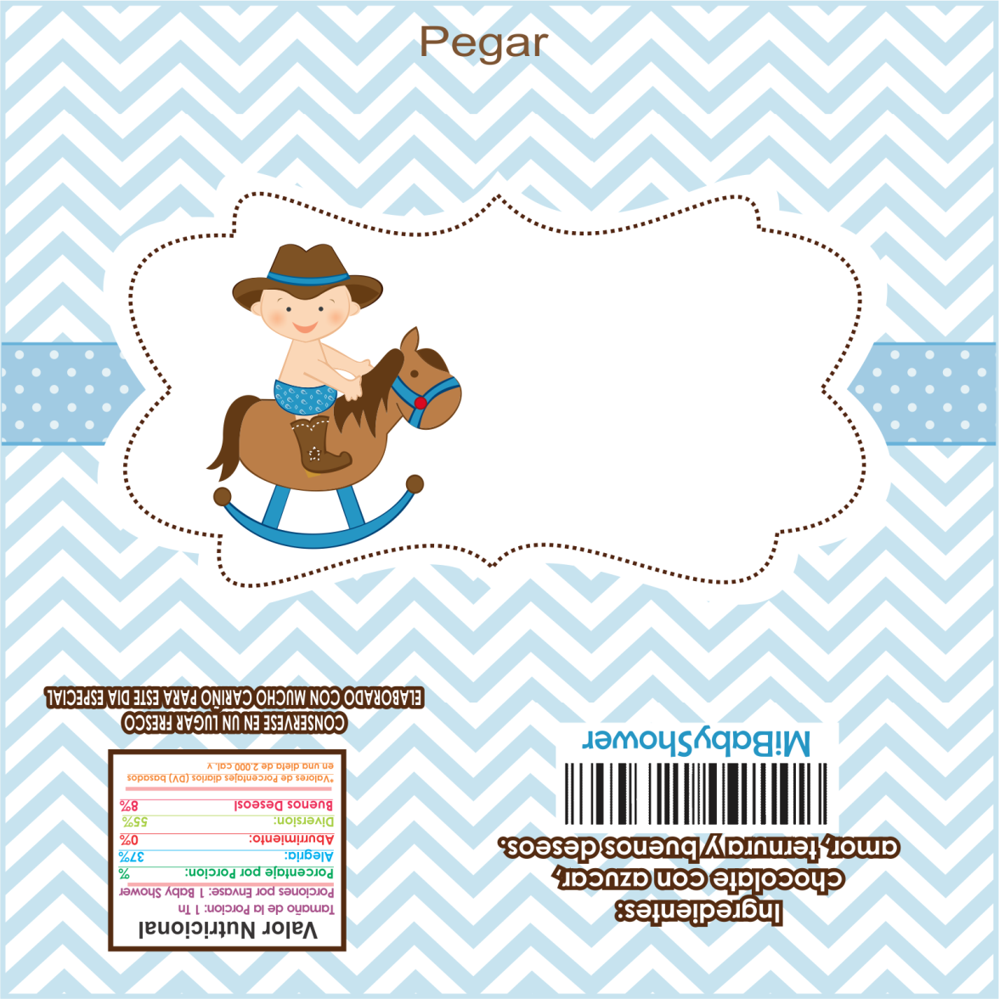 Pegar
Valor Nutricional
Tamaño de la Porcion: 1 Tn
Porciones por Envase: 1 Baby Shower
Porcentaje por Porcion: %
Alegria: 37%
Aburrimiento: 0%
Diversion: 55%
Buenos Deseos! 8%
*Valores de Porcentajes diarios (DV) basados
en una dieta de 2.000 cal. v
CONSERVESE EN UN LUGAR FRESCO
ELABORADO CON MUCHO CARIÑO PARA ESTE DIA ESPECIAL
Ingredientes:
chocolate con azucar,
amor, ternura y buenos deseos.
MiBabyShower